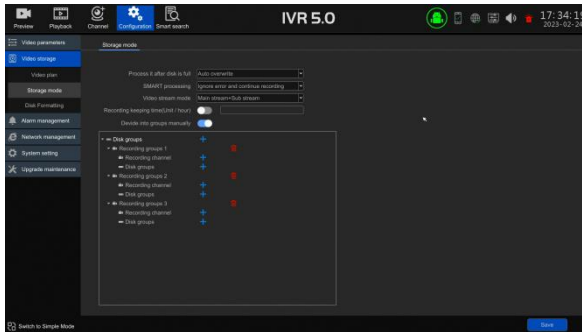 IVR 5.0
Preview Playback Channel Configuration Smart search
17:34:19
2023-02-24
Video parameters
Video storage
Video plan
Storage mode
Disk Formatting
Alarm management
Network management
System setting
Upgrade maintenance
Switch to Simple Mode
Storage mode
Process it after disk is full Auto overwrite
SMART processing Ignore error and continue recording
Video stream mode Main stream+Sub stream
Recording keeping time(Unit / hour)
Devide into groups manually
Disk groups
Recording groups 1
Recording channel
Disk groups
Recording groups 2
Recording channel
Disk groups
Recording groups 3
Recording channel
Disk groups
Save